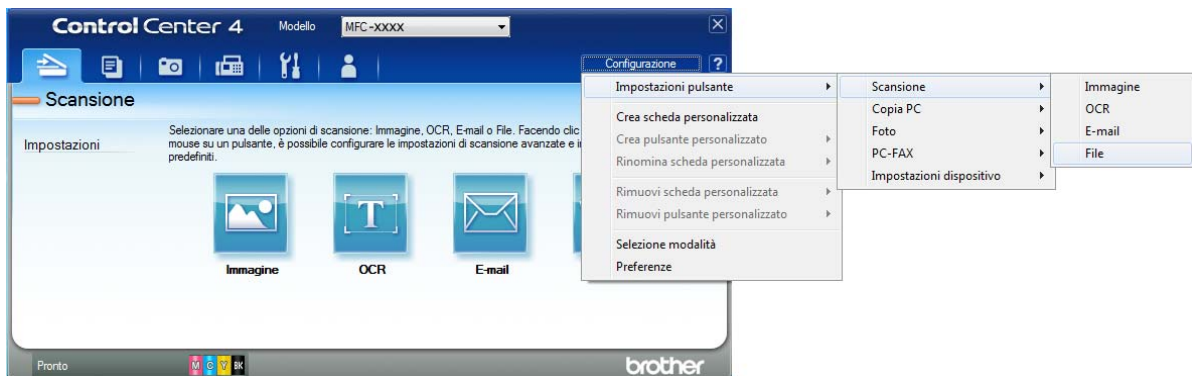 Control Center 4
Modello
MFC-XXXX
Configurazione
?
Scansione
Impostazioni
Selezionare una delle opzioni di scansione: Immagine, OCR, E-mail o File. Facendo clic
mouse su un pulsante, è possibile configurare le impostazioni di scansione avanzate e i
predefiniti.
T
Immagine
OCR
E-mail
Impostazioni pulsante
Crea scheda personalizzata
Crea pulsante personalizzato
Rinomina scheda personalizzata
Rimuovi scheda personalizzata
Rimuovi pulsante personalizzato
Selezione modalità
Preferenze
Scansione
Copia PC
Foto
PC-FAX
Impostazioni dispositivo
Immagine
OCR
E-mail
File
Pronto
M C Y BK
brother